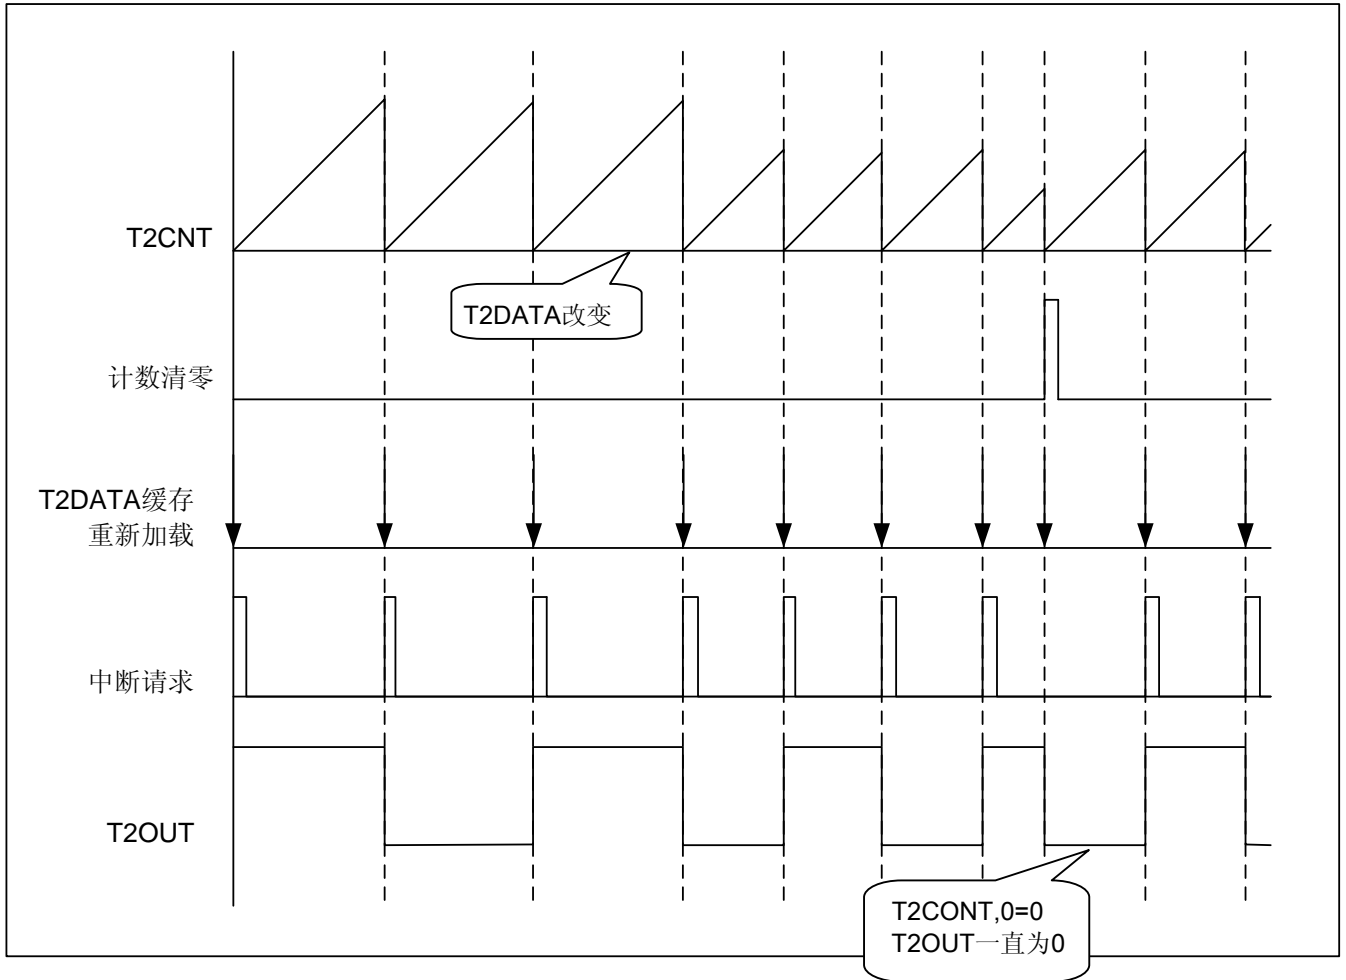 T2CNT
T2DATA改变
计数清零
T2DATA缓存
重新加载
中断请求
T2OUT
T2CONT,0=0
T2OUT一直为0